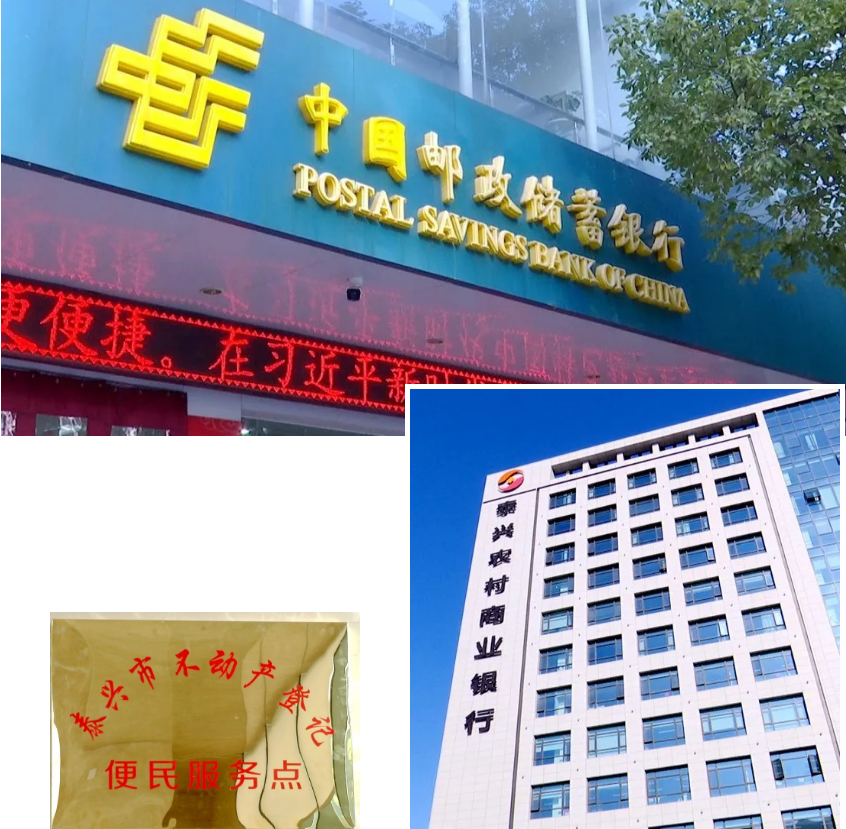 中国邮政储蓄银行
POSTAL SAVINGS BANK OF CHINA
更便捷。在习近平新时
泰兴农村商业银行
泰兴市不动产登记
便民服务点